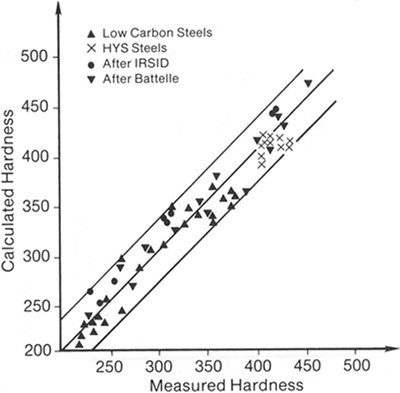 ▲ Low Carbon Steels
× HYS Steels
● After IRSID
▼ After Battelle
Calculated Hardness
500
450
400
350
300
250
200
250 300 350 400 450 500
Measured Hardness